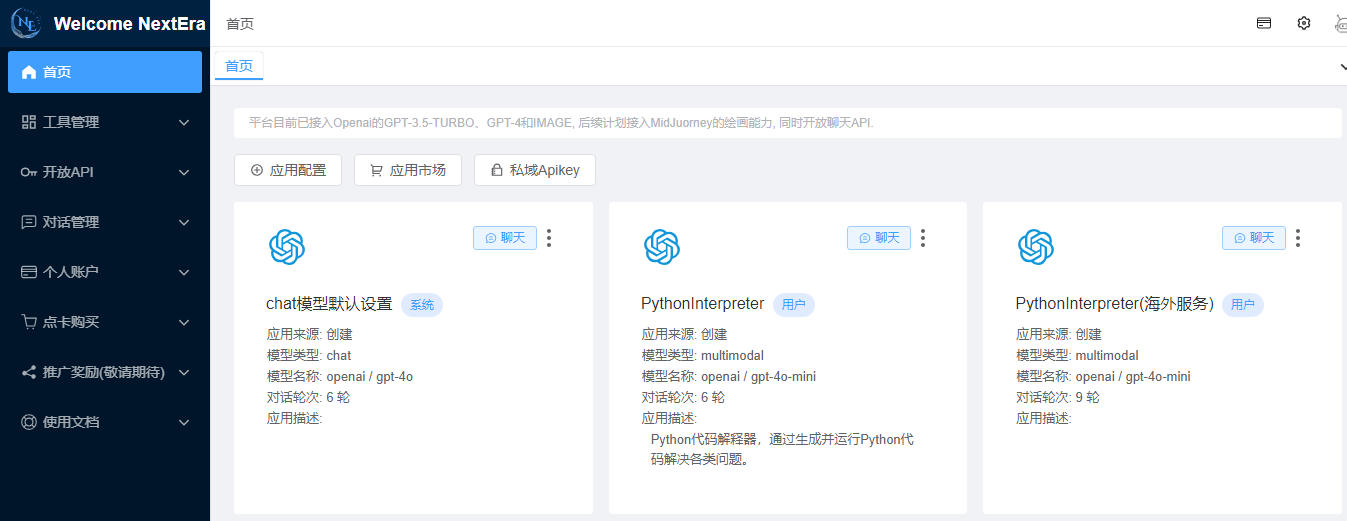 Welcome NextEra
首页
首页
工具管理
开放API
对话管理
个人账户
点卡购买
推广奖励(敬请期待)
使用文档
首页
平台目前已接入Openai的GPT-3.5-TURBO、GPT-4和IMAGE, 后续计划接入MidJuorney的绘画能力, 同时开放聊天API.
应用配置
应用市场
私域Apikey
聊天
chat模型默认设置 系统
应用来源: 创建
模型类型: chat
模型名称: openai / gpt-4o
对话轮次: 6 轮
应用描述:
聊天
PythonInterpreter 用户
应用来源: 创建
模型类型: multimodal
模型名称: openai / gpt-4o-mini
对话轮次: 6 轮
应用描述:
Python代码解释器，通过生成并运行Python代
码解决各类问题。
聊天
PythonInterpreter(海外服务) 用户
应用来源: 创建
模型类型: multimodal
模型名称: openai / gpt-4o-mini
对话轮次: 9 轮
应用描述: